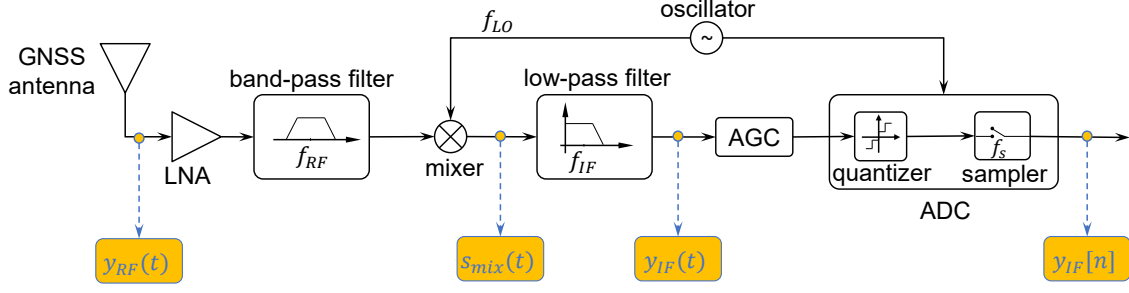 oscillator
f_LO
~
GNSS
antenna
band-pass filter
low-pass filter
f_RF
LNA
mixer
f_IF
AGC
f_s
quantizer
sampler
ADC
y_RF(t)
s_mix(t)
y_IF(t)
y_IF[n]